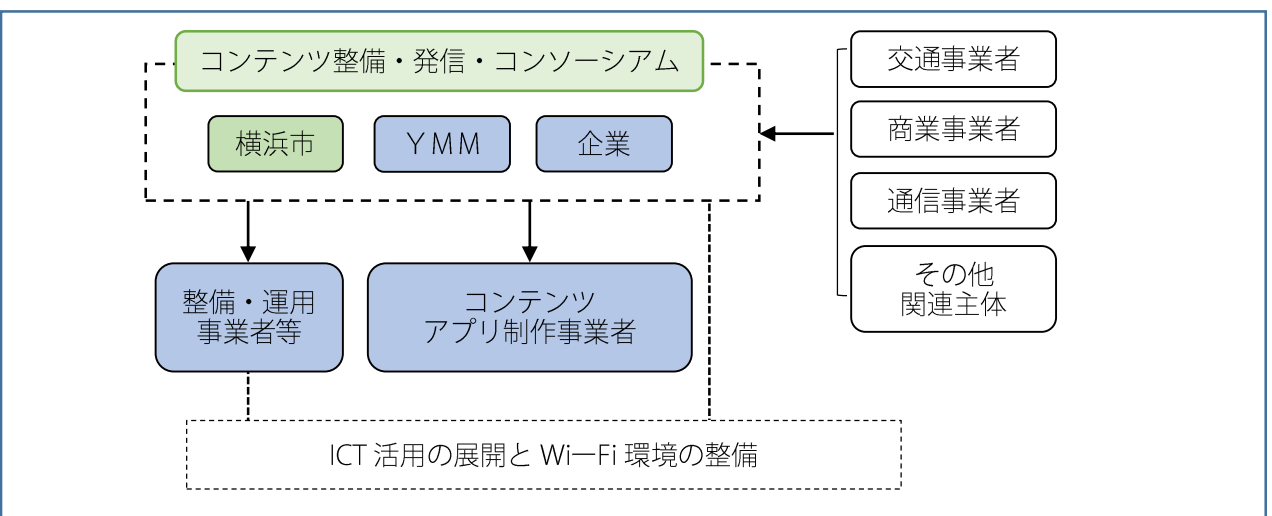 コンテンツ整備・発信・コンソーシアム
横浜市
ＹＭＭ
企業
交通事業者
商業事業者
通信事業者
その他
関連主体
整備・運用
事業者等
コンテンツ
アプリ制作事業者
ICT 活用の展開と Wi－Fi 環境の整備